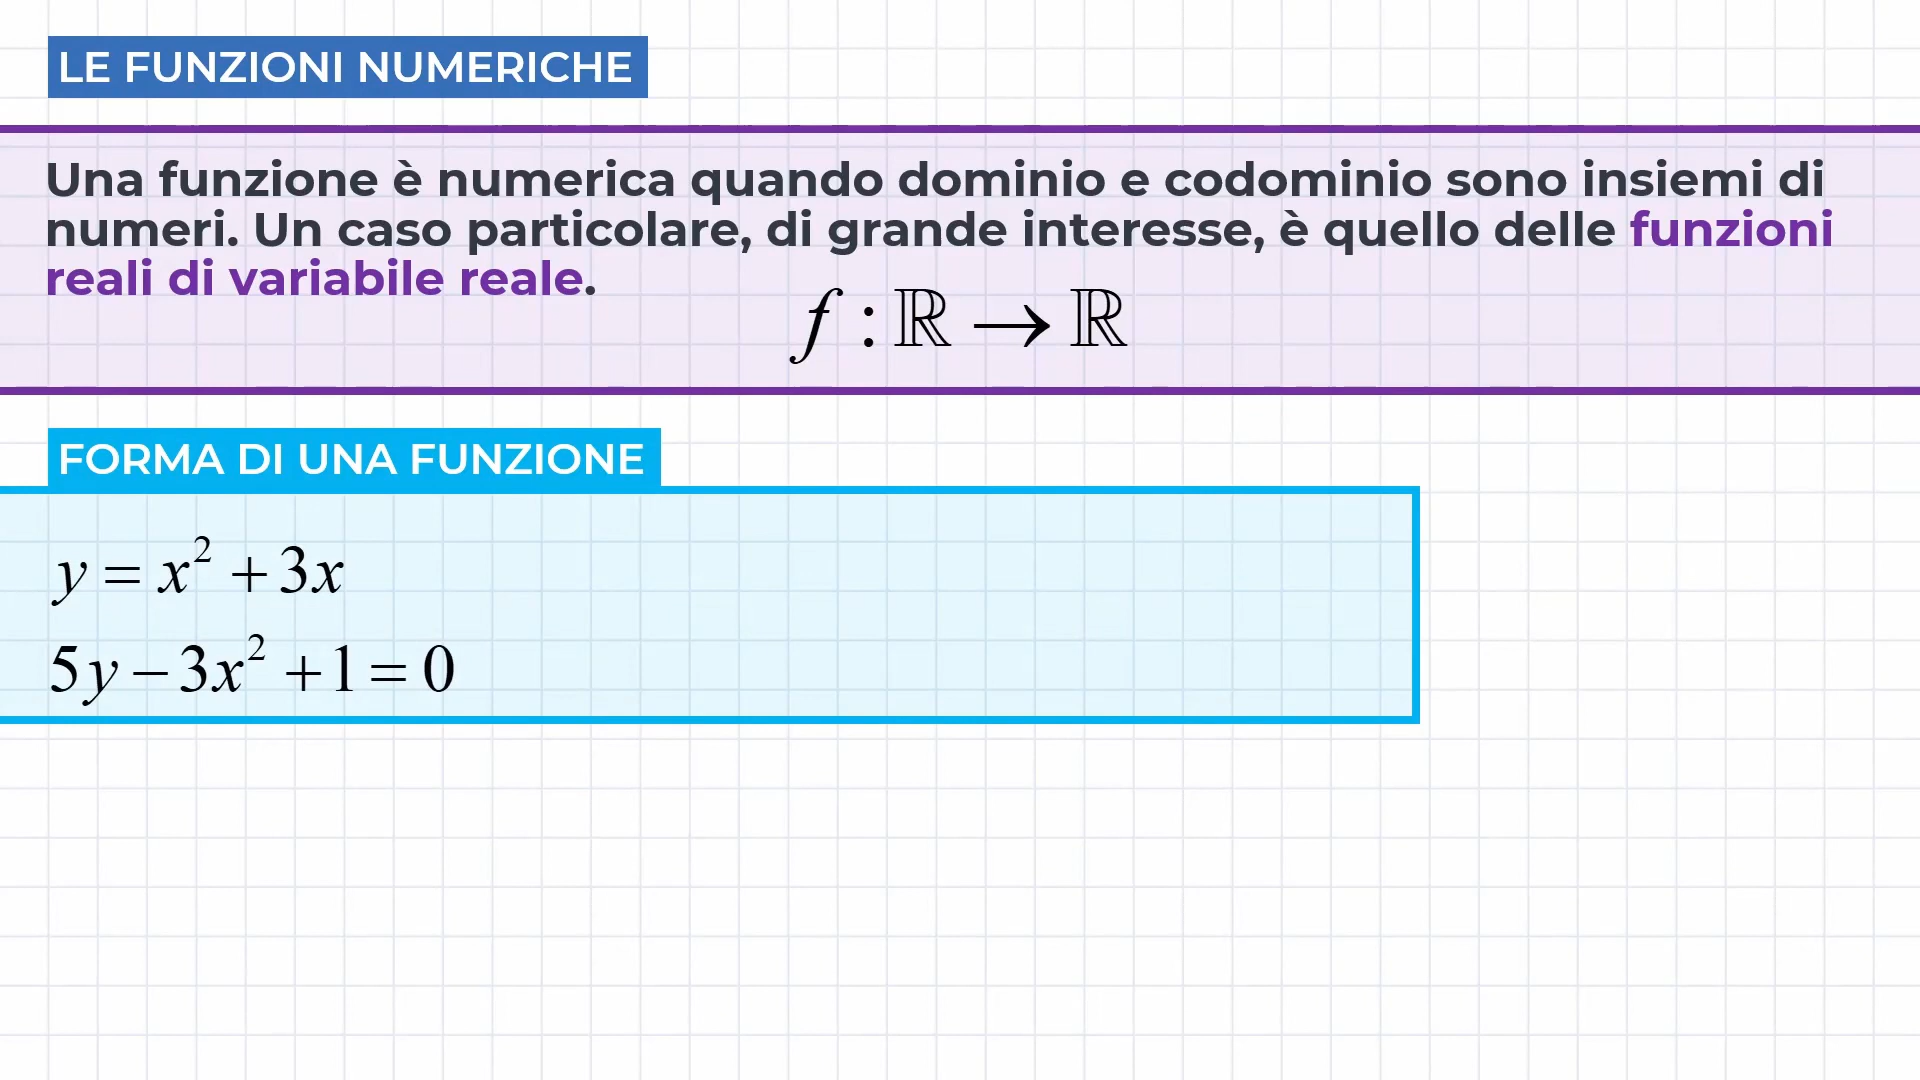 LE FUNZIONI NUMERICHE
Una funzione è numerica quando dominio e codominio sono insiemi di
numeri. Un caso particolare, di grande interesse, è quello delle funzioni
reali di variabile reale.
f : ℝ → ℝ
FORMA DI UNA FUNZIONE
y = x² + 3x
5y − 3x² + 1 = 0